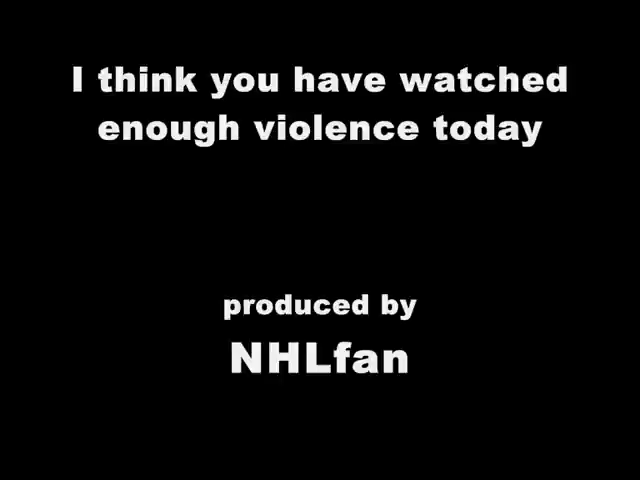 I think you have watched
enough violence today
produced by
NHLfan